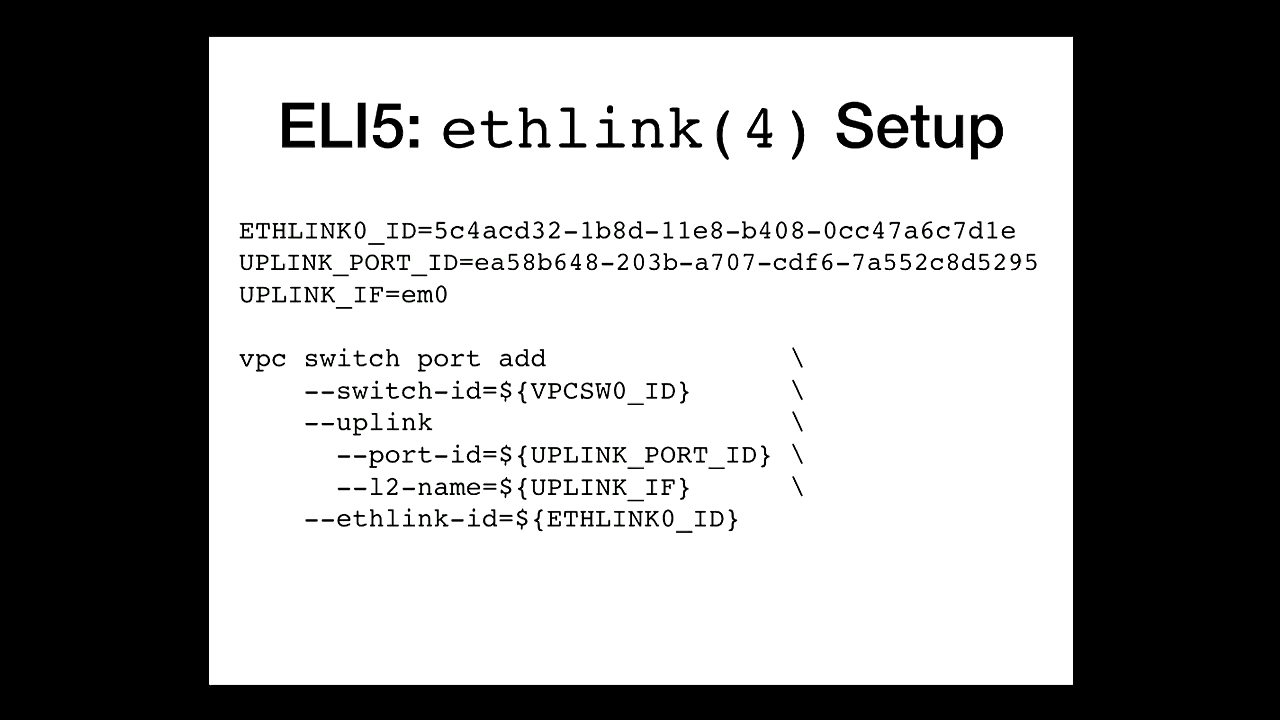 ELI5: ethlink(4) Setup
ETHLINK0_ID=5c4acd32-1b8d-11e8-b408-0cc47a6c7d1e
UPLINK_PORT_ID=ea58b648-203b-a707-cdf6-7a552c8d5295
UPLINK_IF=em0
vpc switch port add \
--switch-id=${VPCSW0_ID} \
--uplink \
--port-id=${UPLINK_PORT_ID} \
--l2-name=${UPLINK_IF} \
--ethlink-id=${ETHLINK0_ID}